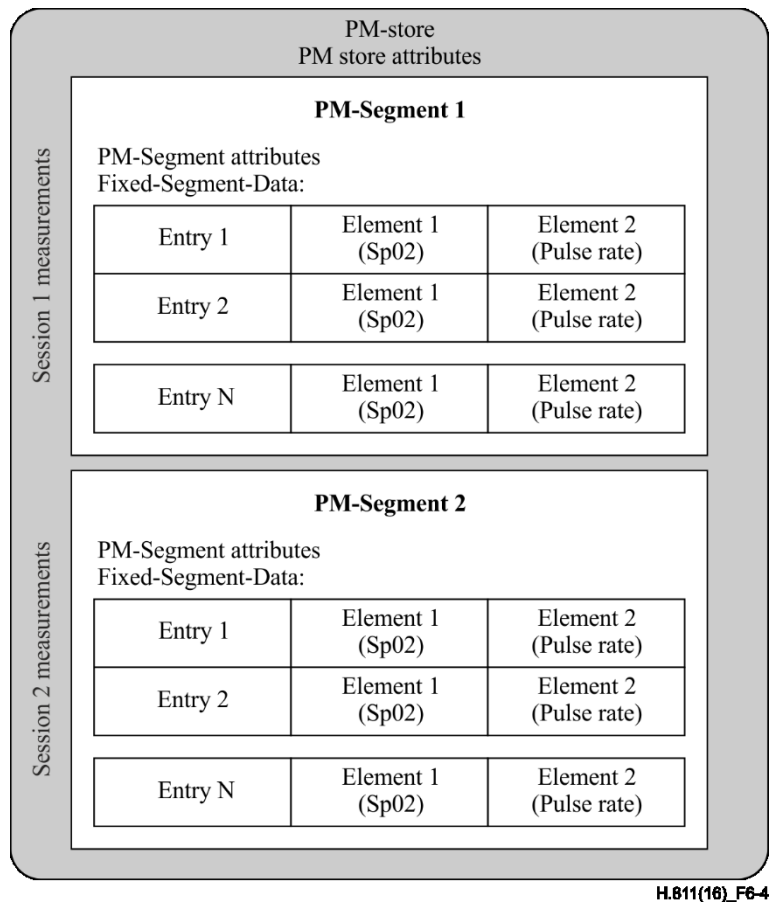 PM-store
PM store attributes
Session 1 measurements
PM-Segment 1
PM-Segment attributes
Fixed-Segment-Data:
Entry 1
Element 1
(Sp02)
Element 2
(Pulse rate)
Entry 2
Element 1
(Sp02)
Element 2
(Pulse rate)
Entry N
Element 1
(Sp02)
Element 2
(Pulse rate)
Session 2 measurements
PM-Segment 2
PM-Segment attributes
Fixed-Segment-Data:
Entry 1
Element 1
(Sp02)
Element 2
(Pulse rate)
Entry 2
Element 1
(Sp02)
Element 2
(Pulse rate)
Entry N
Element 1
(Sp02)
Element 2
(Pulse rate)
H.811(16)_F6-4